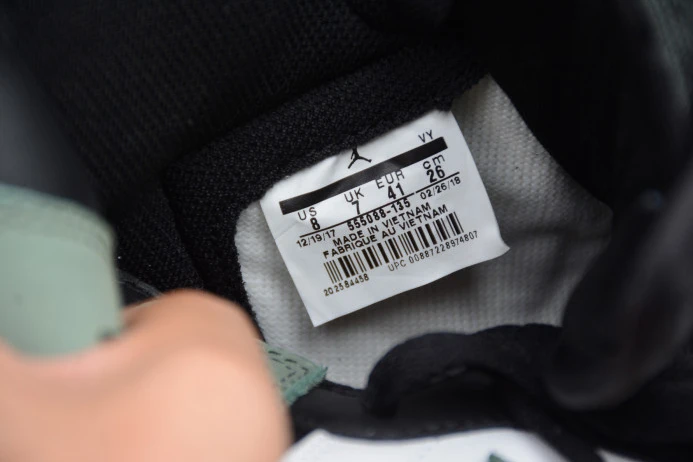 VY
US UK EUR cm
8 7 41 26
12/19/17 555088-135 02/26/18
MADE IN VIETNAM
FABRIQUE AU VIETNAM
202584458 UPC 00887228974807